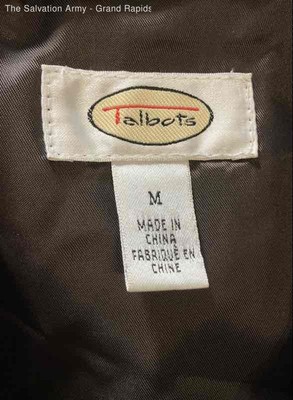 The Salvation Army - Grand Rapids
Talbots
M
MADE IN
CHINA
FABRIQUÉ EN
CHINE